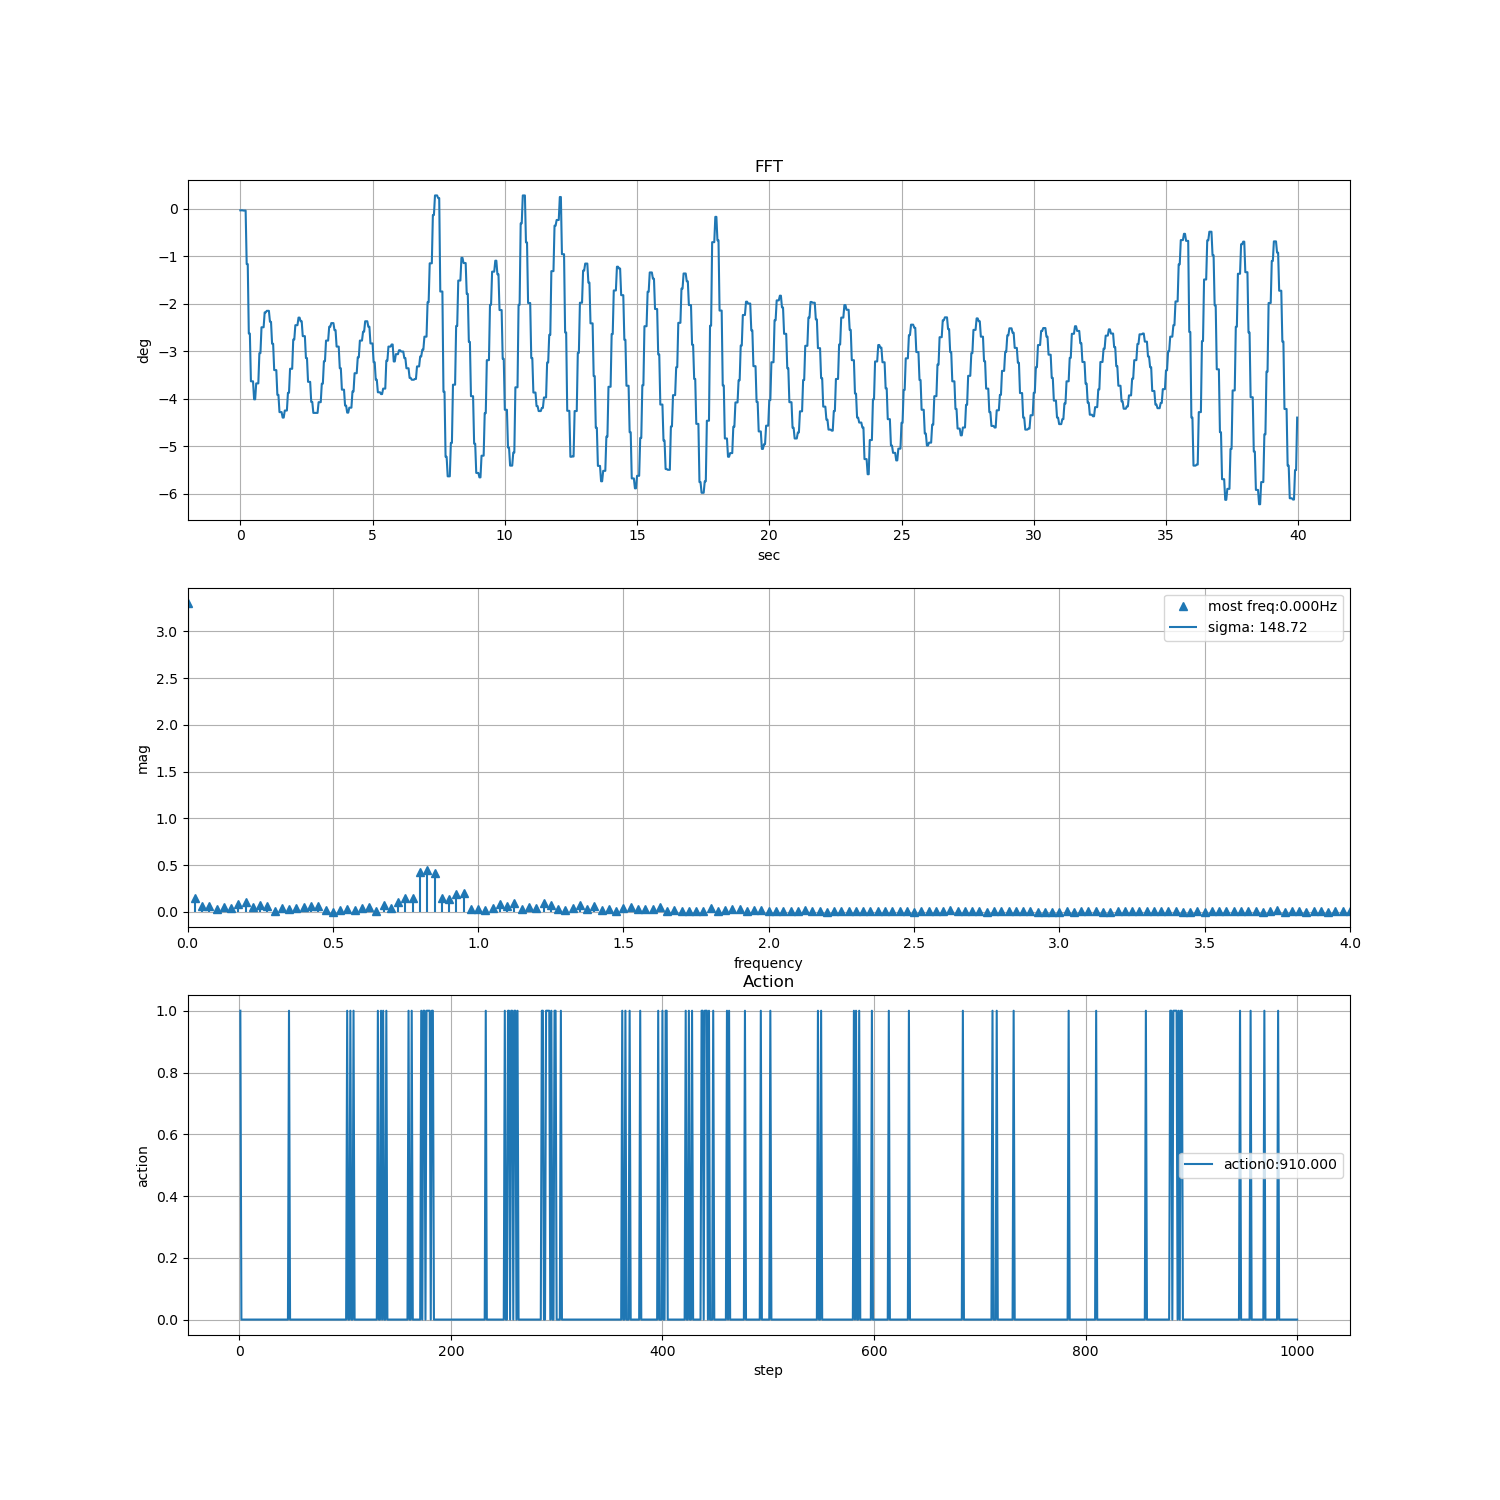 FFT
0
−1
−2
−3
−4
−5
−6
deg
0 5 10 15 20 25 30 35 40
sec
most freq:0.000Hz
sigma: 148.72
3.0
2.5
2.0
1.5
1.0
0.5
0.0
mag
0.0 0.5 1.0 1.5 2.0 2.5 3.0 3.5 4.0
frequency
Action
1.0
0.8
0.6
0.4
0.2
0.0
action
action0:910.000
0 200 400 600 800 1000
step